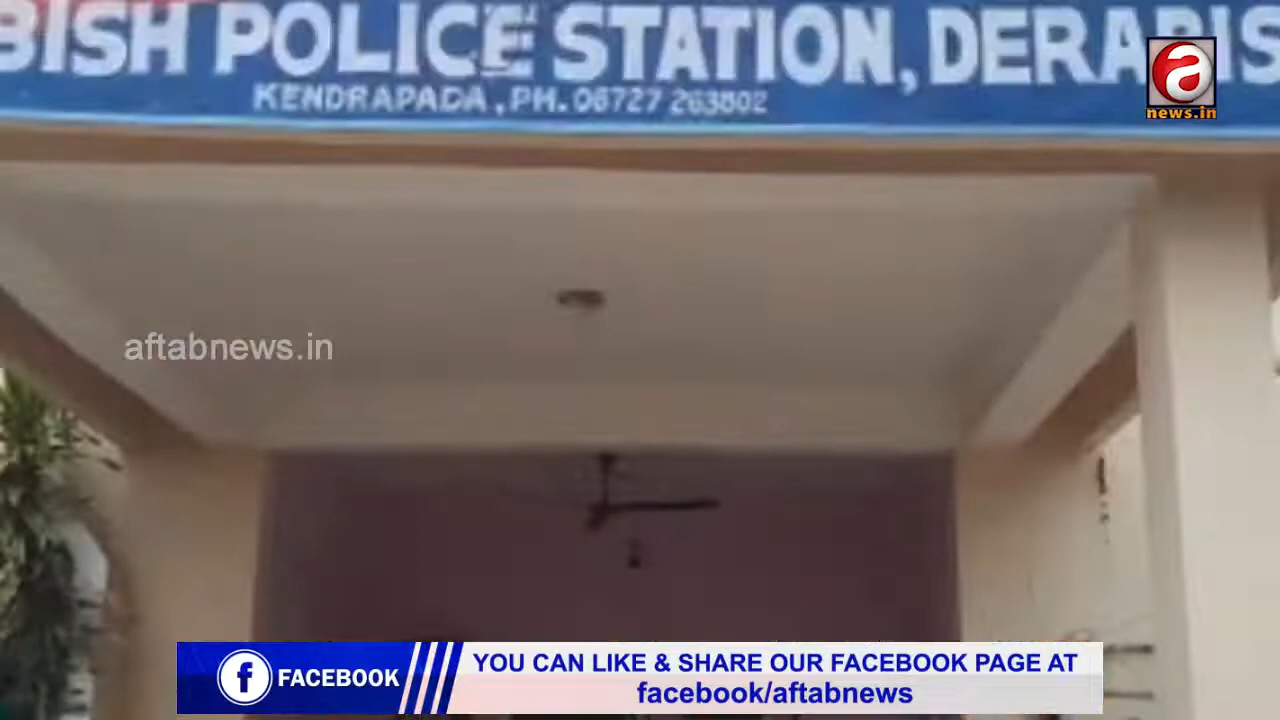 BISH POLICE STATION, DERABIS
KENDRAPADA, PH. 06727 263802
a
news.in
aftabnews.in
f FACEBOOK
YOU CAN LIKE & SHARE OUR FACEBOOK PAGE AT
facebook/aftabnews